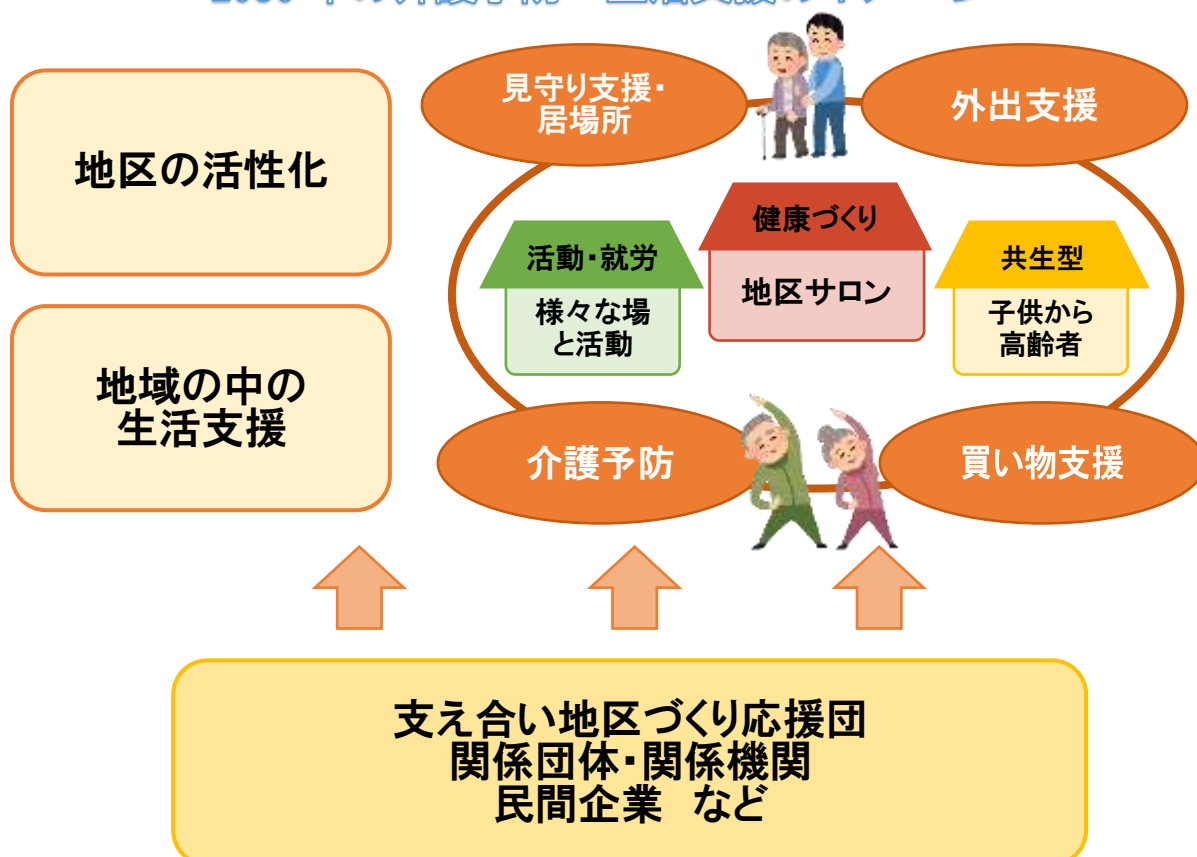 見守り支援・
居場所
外出支援
地区の活性化
健康づくり
地区サロン
活動・就労
様々な場
と活動
共生型
子供から
高齢者
地域の中の
生活支援
介護予防
買い物支援
支え合い地区づくり応援団
関係団体・関係機関
民間企業　など